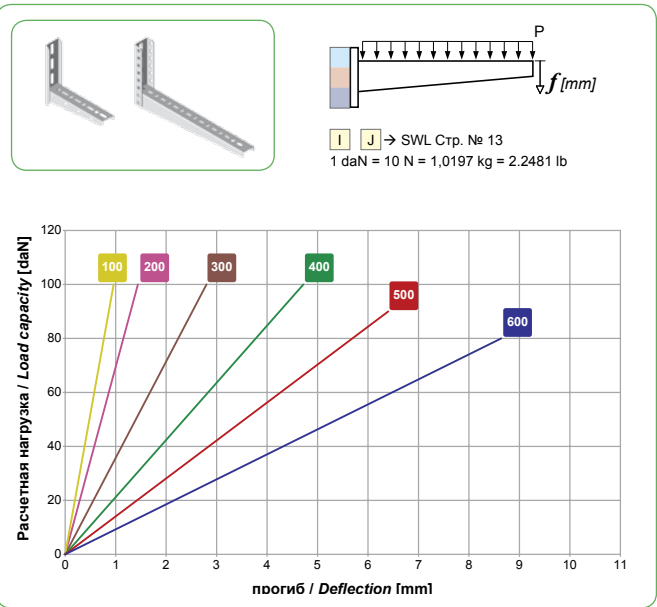 P
f [mm]
I J → SWL Стр. № 13
1 daN = 10 N = 1,0197 kg = 2.2481 lb
Расчетная нагрузка / Load capacity [daN]
120
100
80
60
40
20
0
100 200 300 400 500 600
0 1 2 3 4 5 6 7 8 9 10 11
прогиб / Deflection [mm]